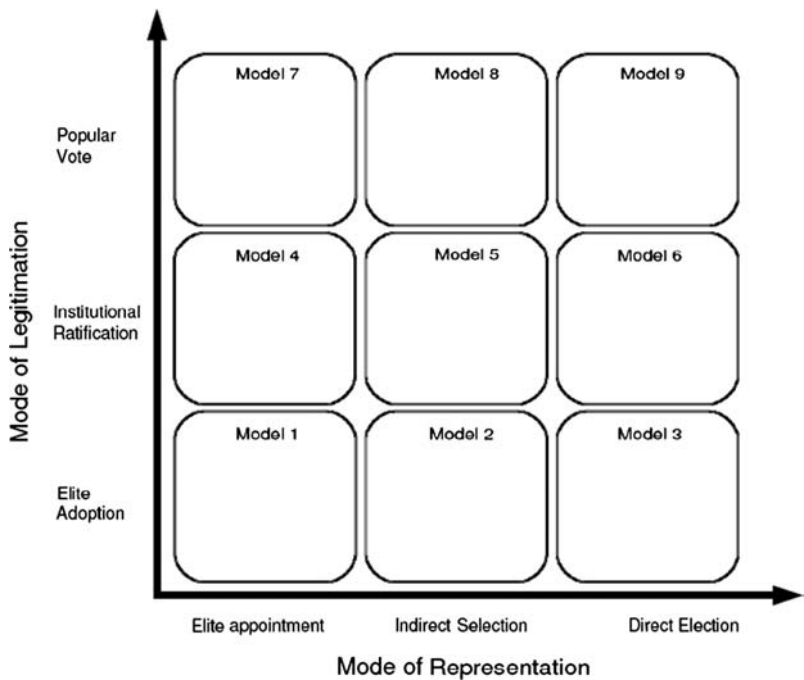 Model 7
Model 8
Model 9
Popular
Vote
Model 4
Model 5
Model 6
Institutional
Ratification
Mode of Legitimation
Model 1
Model 2
Model 3
Elite
Adoption
Elite appointment
Indirect Selection
Direct Election
Mode of Representation